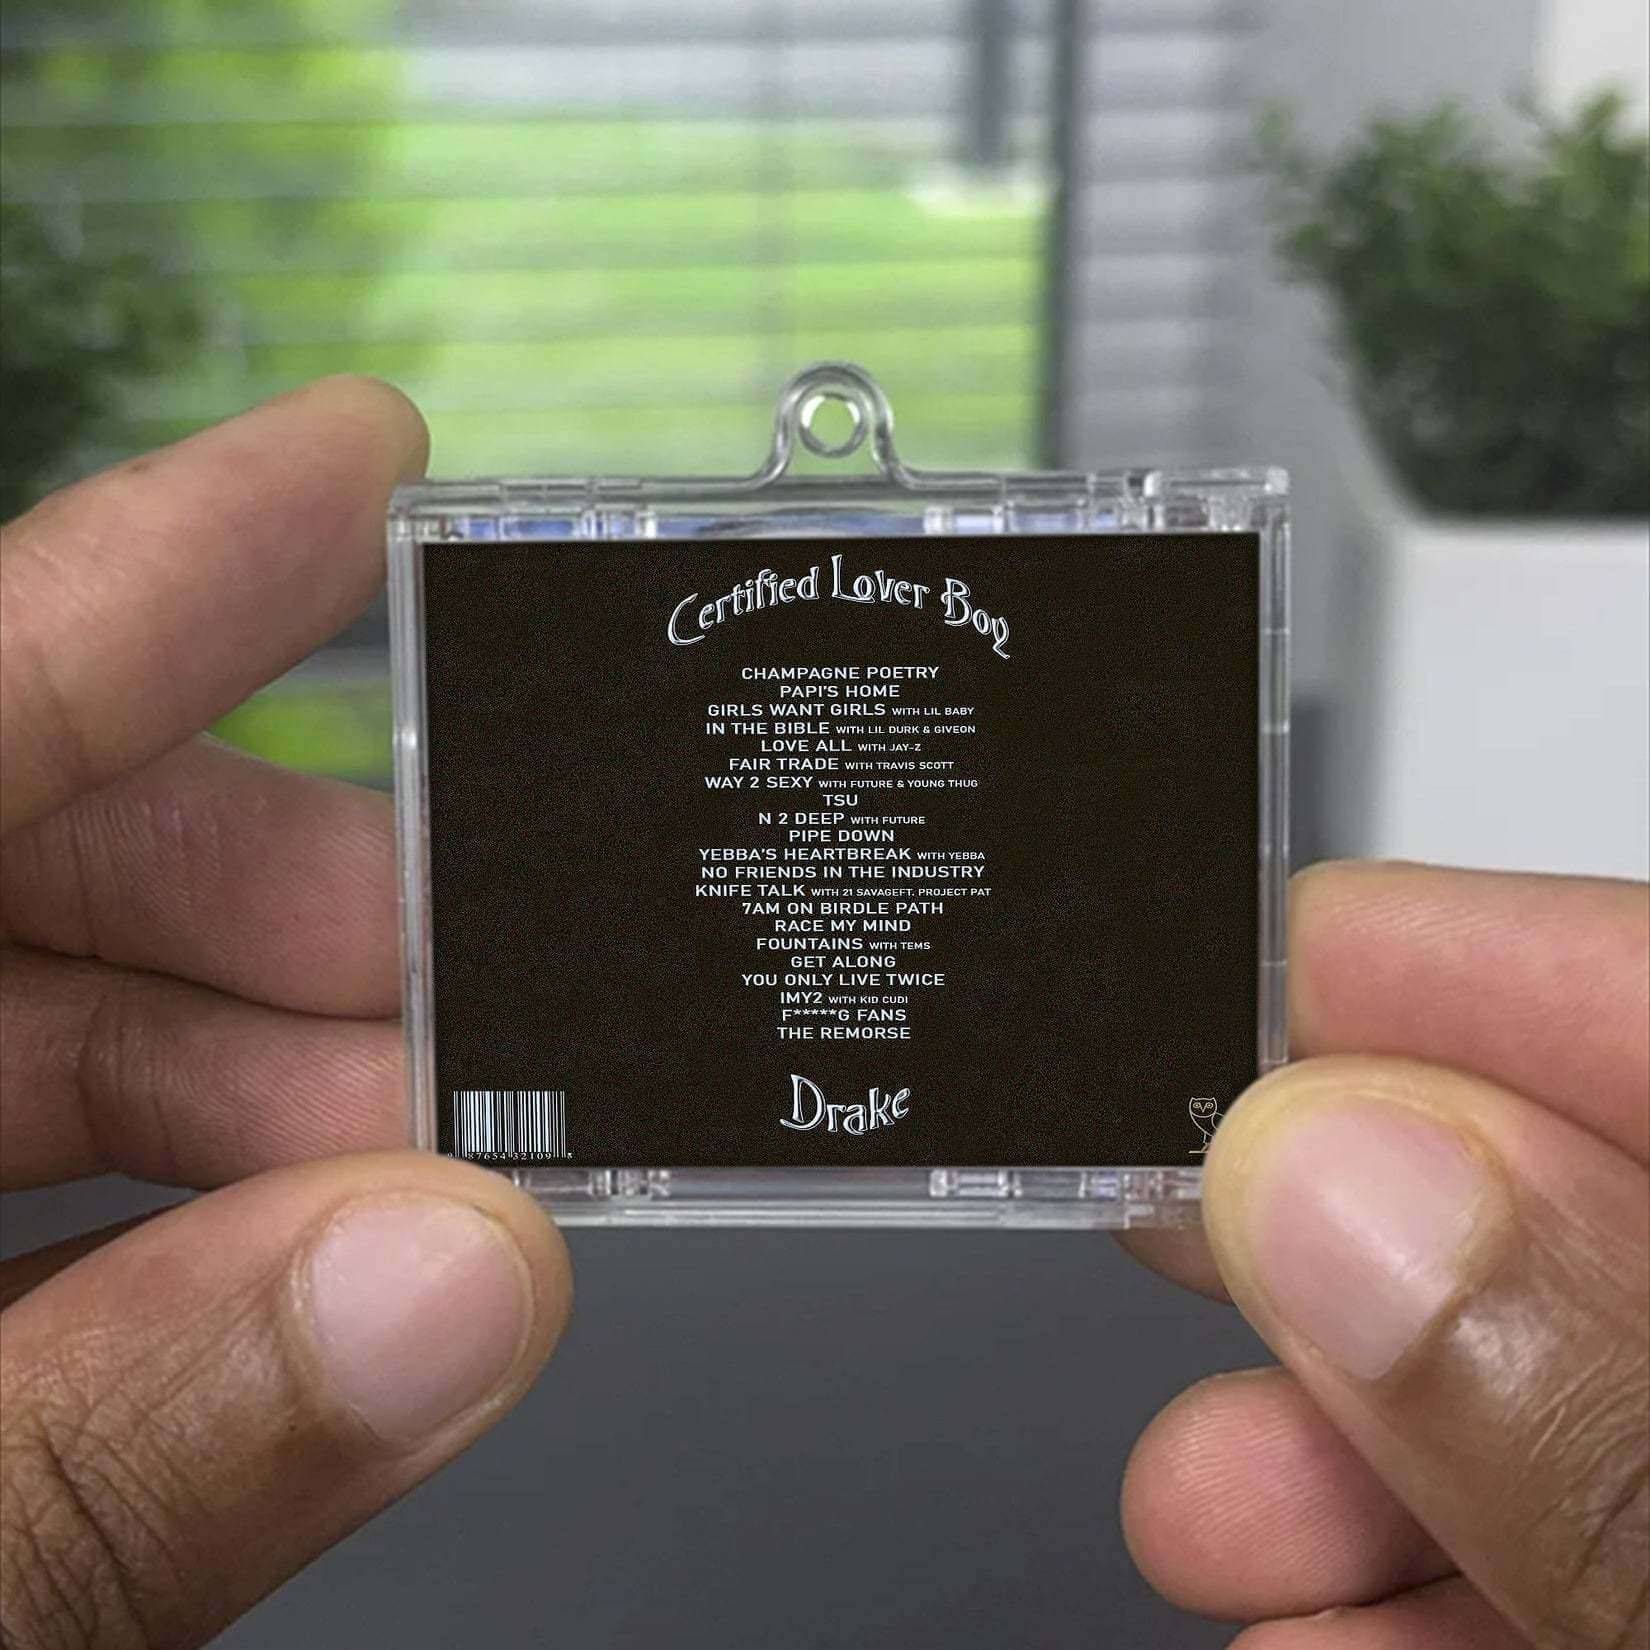 Certified Lover Boy
CHAMPAGNE POETRY
PAPI'S HOME
GIRLS WANT GIRLS WITH LIL BABY
IN THE BIBLE WITH LIL DURK & GIVEON
LOVE ALL WITH JAY-Z
FAIR TRADE WITH TRAVIS SCOTT
WAY 2 SEXY WITH FUTURE & YOUNG THUG
TSU
N 2 DEEP WITH FUTURE
PIPE DOWN
YEBBA'S HEARTBREAK WITH YEBBA
NO FRIENDS IN THE INDUSTRY
KNIFE TALK WITH 21 SAVAGEFT. PROJECT PAT
7AM ON BIRDLE PATH
RACE MY MIND
FOUNTAINS WITH TEMS
GET ALONG
YOU ONLY LIVE TWICE
IMY2 WITH KID CUDI
F*****G FANS
THE REMORSE
Drake
87654 32109